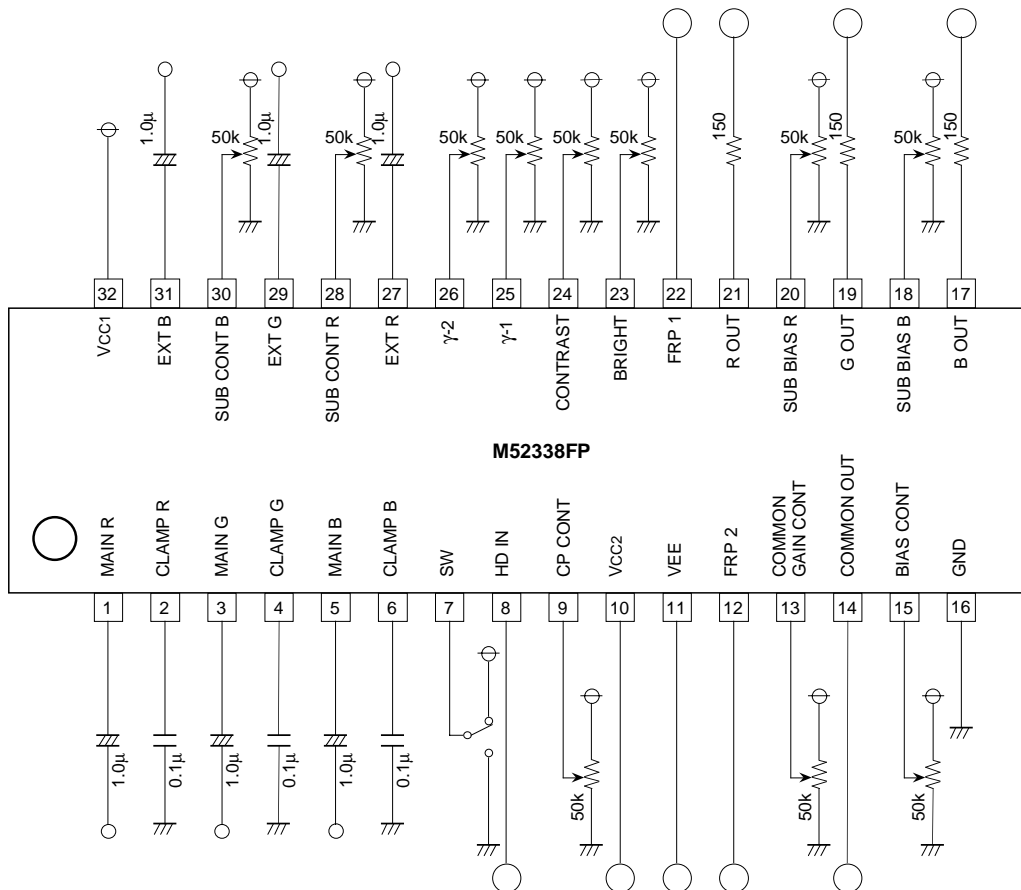 1.0μ
50k
1.0μ
50k
1.0μ
50k
50k
50k
50k
150
50k
150
50k
150
32
31
30
29
28
27
26
25
24
23
22
21
20
19
18
17
VCC1
EXT B
SUB CONT B
EXT G
SUB CONT R
EXT R
γ-2
γ-1
CONTRAST
BRIGHT
FRP 1
R OUT
SUB BIAS R
G OUT
SUB BIAS B
B OUT
M52338FP
MAIN R
CLAMP R
MAIN G
CLAMP G
MAIN B
CLAMP B
SW
HD IN
CP CONT
VCC2
VEE
FRP 2
COMMON
GAIN CONT
COMMON OUT
BIAS CONT
GND
1
2
3
4
5
6
7
8
9
10
11
12
13
14
15
16
1.0μ
0.1μ
1.0μ
0.1μ
1.0μ
0.1μ
50k
50k
50k